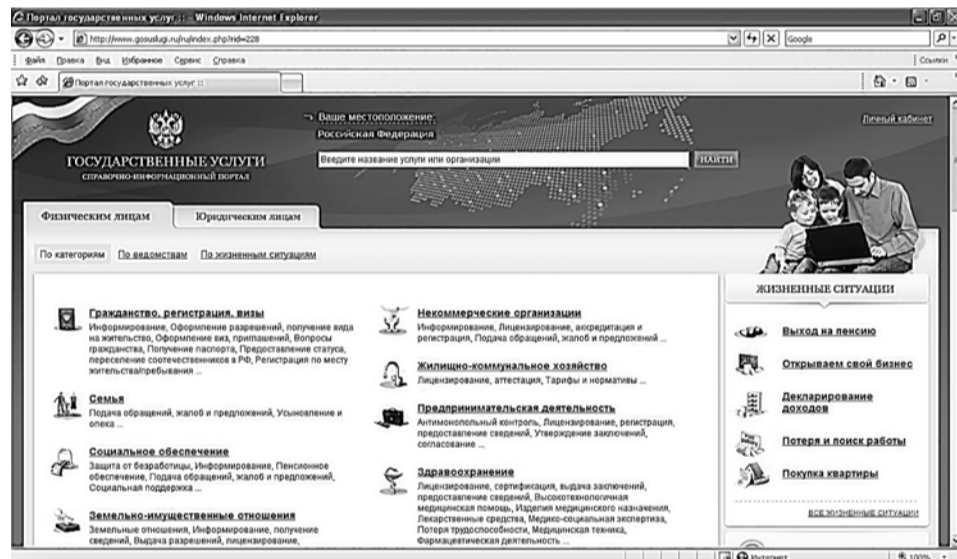 Портал государственных услуг :: - Windows Internet Explorer
http://www.gosuslugi.ru/ru/index.php?rid=228
Google
Файл Правка Вид Избранное Сервис Справка
Ссылки
Портал государственных услуг ::
Ваше местоположение:
Российская Федерация
Личный кабинет
ГОСУДАРСТВЕННЫЕ УСЛУГИ
СПРАВОЧНО-ИНФОРМАЦИОННЫЙ ПОРТАЛ
Введите название услуги или организации
НАЙТИ
Физическим лицам
Юридическим лицам
По категориям По ведомствам По жизненным ситуациям
Гражданство, регистрация, визы
Информирование, Оформление разрешений, получение вида
на жительство, Оформление виз, приглашений, Вопросы
гражданства, Получение паспорта, Предоставление статуса,
переселение соотечественников в РФ, Регистрация по месту
жительства/пребывания ...
Семья
Подача обращений, жалоб и предложений, Усыновление и
опека ...
Социальное обеспечение
Защита от безработицы, Информирование, Пенсионное
обеспечение, Подача обращений, жалоб и предложений,
Социальная поддержка ...
Земельно-имущественные отношения
Земельные отношения, Информирование, получение
сведений, Выдача разрешений, лицензирование,
Некоммерческие организации
Информирование, Лицензирование, аккредитация и
регистрация, Подача обращений, жалоб и предложений ...
Жилищно-коммунальное хозяйство
Лицензирование, аттестация, Тарифы и нормативы ...
Предпринимательская деятельность
Антимонопольный контроль, Лицензирование, регистрация,
предоставление сведений, Утверждение заключений,
согласование ...
Здравоохранение
Лицензирование, сертификация, выдача заключений,
предоставление сведений, Высокотехнологичная
медицинская помощь, Изделия медицинского назначения,
Лекарственные средства, Медико-социальная экспертиза,
Потеря трудоспособности, Медицинская техника,
Фармацевтическая деятельность ...
ЖИЗНЕННЫЕ СИТУАЦИИ
Выход на пенсию
Открываем свой бизнес
Декларирование
доходов
Потеря и поиск работы
Покупка квартиры
ВСЕ ЖИЗНЕННЫЕ СИТУАЦИИ
Интернет
100%